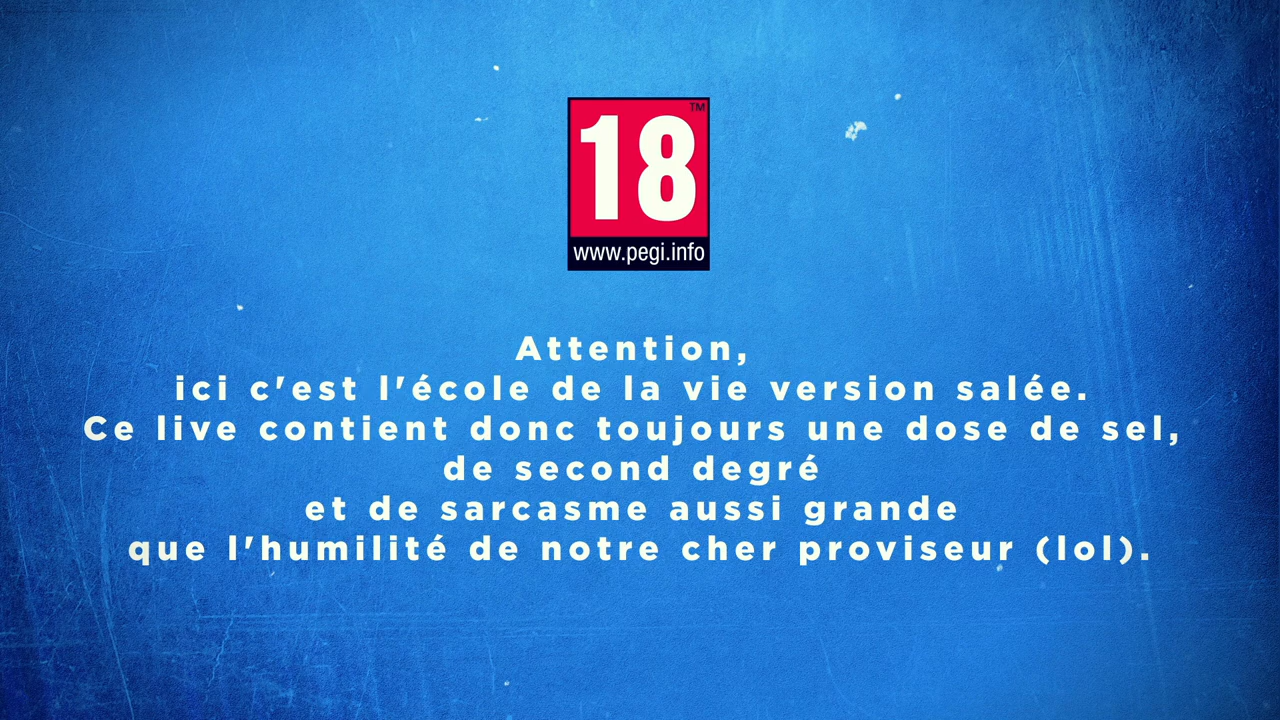 TM
18
www.pegi.info
Attention,
ici c'est l'école de la vie version salée.
Ce live contient donc toujours une dose de sel,
de second degré
et de sarcasme aussi grande
que l'humilité de notre cher proviseur (lol).